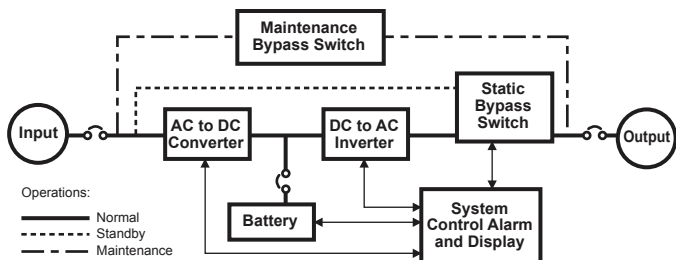 Maintenance
Bypass Switch
Static
Bypass
Switch
Input
AC to DC
Converter
DC to AC
Inverter
Output
Operations:
Normal
Standby
Maintenance
Battery
System
Control Alarm
and Display